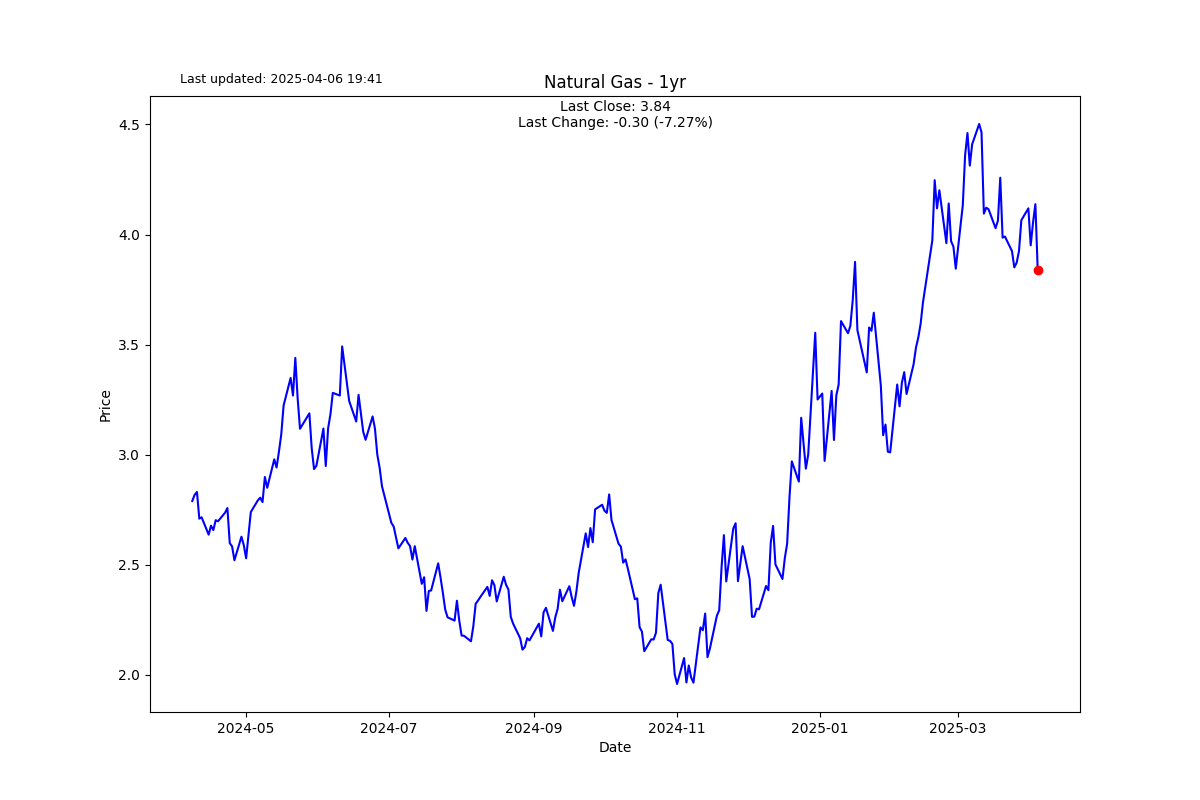 Last updated: 2025-04-06 19:41
Natural Gas - 1yr
Last Close: 3.84
Last Change: -0.30 (-7.27%)
4.5
4.0
3.5
3.0
2.5
2.0
Price
2024-05
2024-07
2024-09
2024-11
2025-01
2025-03
Date